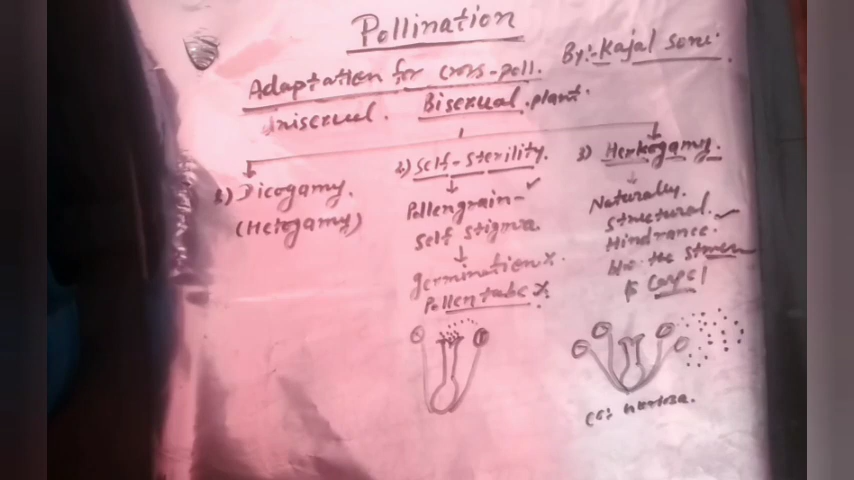 Pollination
By:- Kajal Soni.
Adaptation for cross-poll.
Unisexual. Bisexual.plant.
1) Dicogamy.
(Hetogamy)
2) Self-sterility.
Pollengrain- ✓
self stigma.
germination x.
Pollen tube x.
3) Herkogamy.
Naturally.
structural. ✓
Hindrance.
b/w the stamen
& Carpel